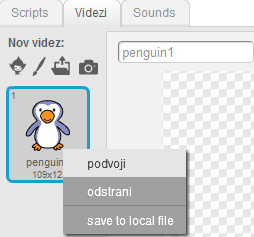 Scripts
Videzi
Sounds
Nov videz:
penguin1
1
penguin
109x12
podvoji
odstrani
save to local file